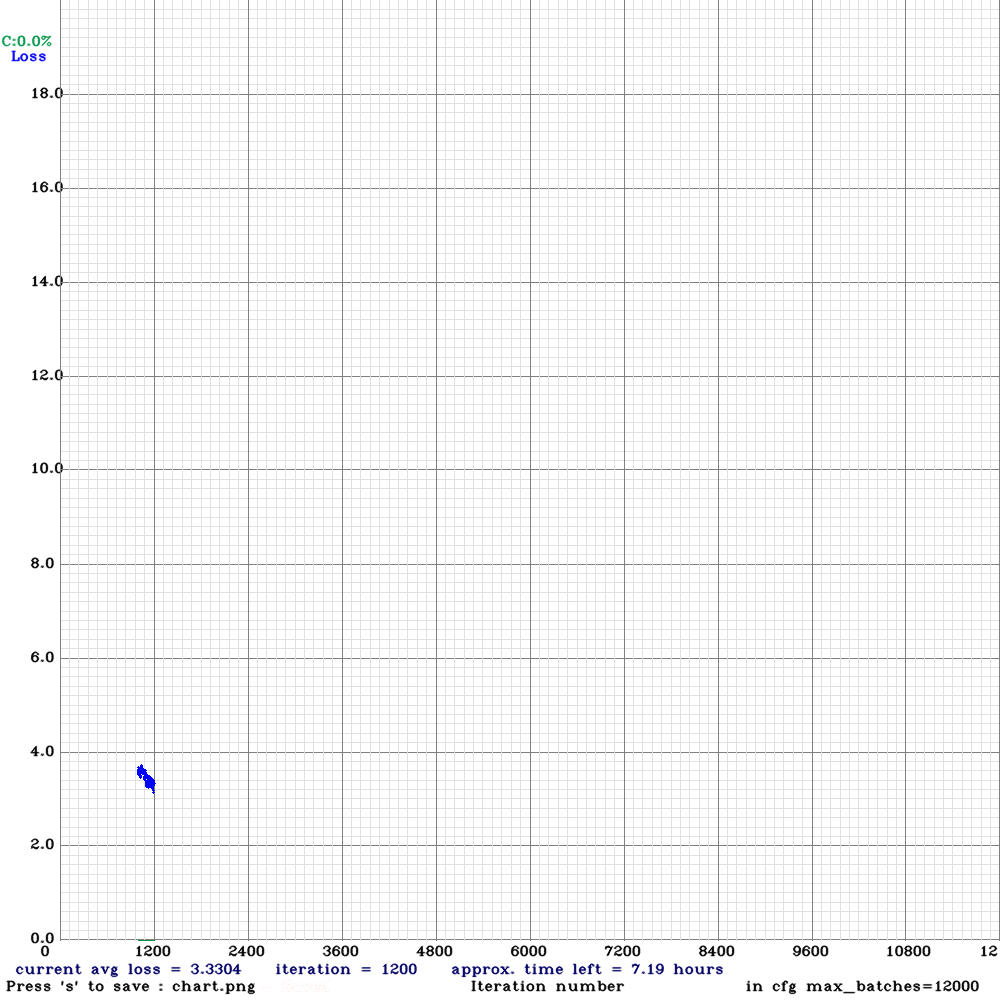 C:0.0%
Loss
18.0
16.0
14.0
12.0
10.0
8.0
6.0
4.0
2.0
0.0
0 1200 2400 3600 4800 6000 7200 8400 9600 10800 12
current avg loss = 3.3304 iteration = 1200 approx. time left = 7.19 hours
Press 's' to save : chart.png Iteration number in cfg max_batches=12000